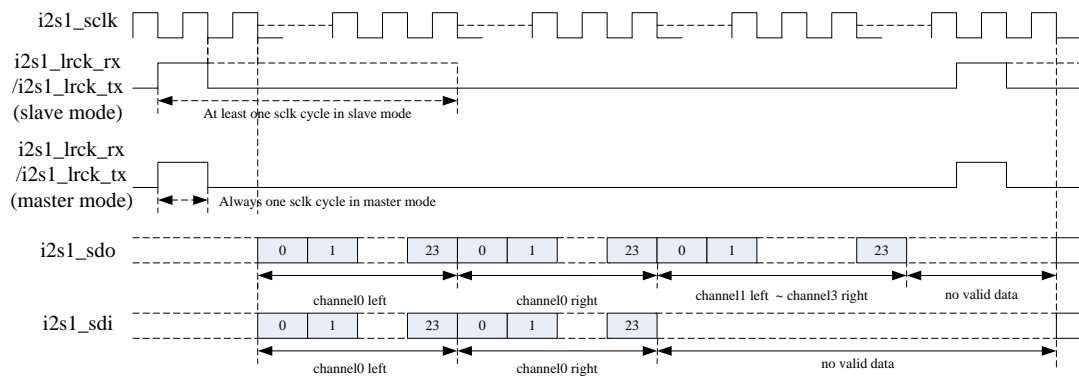 i2s1_sclk
i2s1_lrck_rx
/i2s1_lrck_tx
(slave mode)
At least one sclk cycle in slave mode
i2s1_lrck_rx
/i2s1_lrck_tx
(master mode)
Always one sclk cycle in master mode
i2s1_sdo
0 1 23 0 1 23 0 1 23
channel0 left channel0 right channel1 left ~ channel3 right no valid data
i2s1_sdi
0 1 23 0 1 23
channel0 left channel0 right no valid data